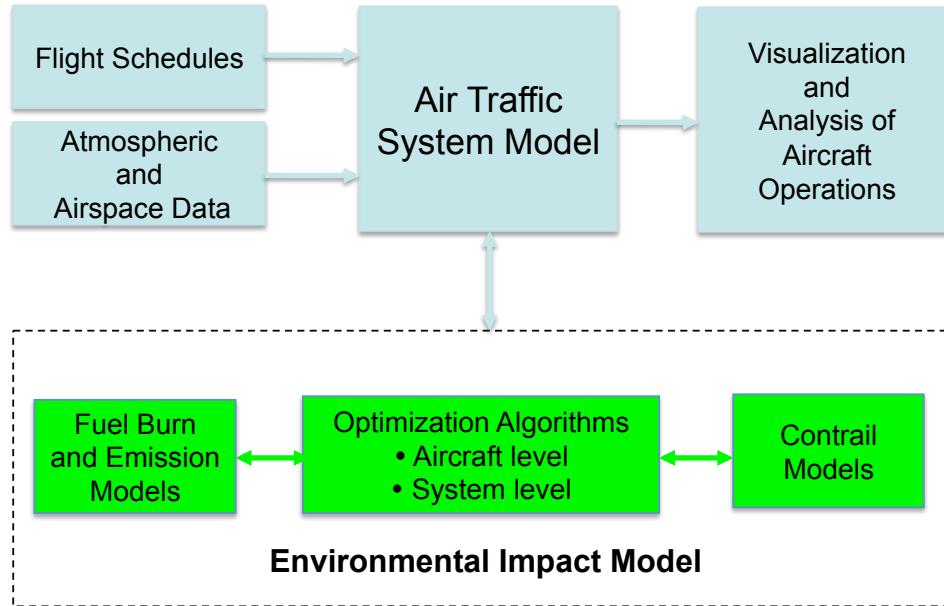 Flight Schedules
Atmospheric
and
Airspace Data
Air Traffic
System Model
Visualization
and
Analysis of
Aircraft
Operations
Fuel Burn
and Emission
Models
Optimization Algorithms
• Aircraft level
• System level
Contrail
Models
Environmental Impact Model